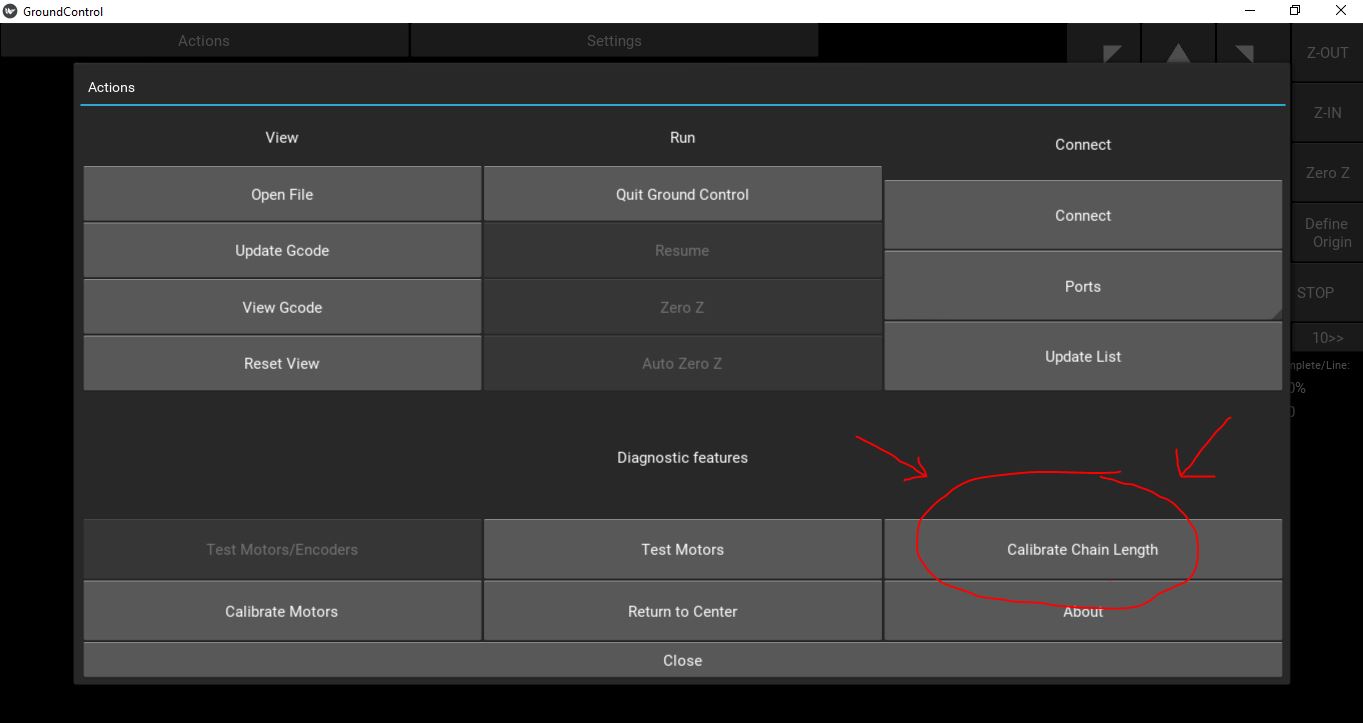 GroundControl
Actions
Settings
Z-OUT
Z-IN
Zero Z
Define
Origin
STOP
10>>
mplete/Line:
0%
0
Actions
View
Run
Connect
Open File
Quit Ground Control
Connect
Update Gcode
Resume
Ports
View Gcode
Zero Z
Update List
Reset View
Auto Zero Z
Diagnostic features
Test Motors/Encoders
Test Motors
Calibrate Chain Length
Calibrate Motors
Return to Center
About
Close